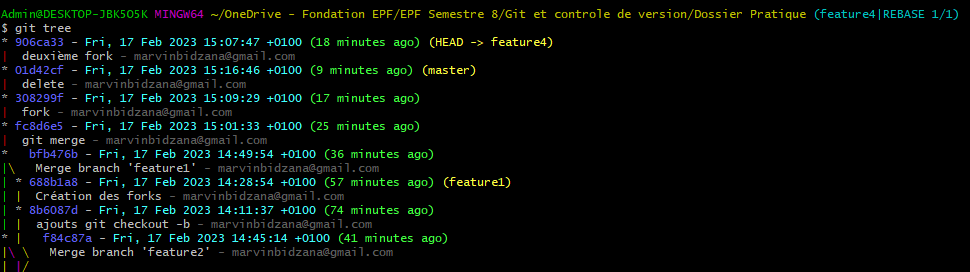 Admin@DESKTOP-JBK5O5K MINGW64 ~/OneDrive - Fondation EPF/EPF Semestre 8/Git et controle de version/Dossier Pratique (feature4|REBASE 1/1)
$ git tree
* 906ca33 - Fri, 17 Feb 2023 15:07:47 +0100 (18 minutes ago) (HEAD -> feature4)
|  deuxième fork - marvinbidzana@gmail.com
* 01d42cf - Fri, 17 Feb 2023 15:16:46 +0100 (9 minutes ago) (master)
|  delete - marvinbidzana@gmail.com
* 308299f - Fri, 17 Feb 2023 15:09:29 +0100 (17 minutes ago)
|  fork - marvinbidzana@gmail.com
* fc8d6e5 - Fri, 17 Feb 2023 15:01:33 +0100 (25 minutes ago)
|  git merge - marvinbidzana@gmail.com
*   bfb476b - Fri, 17 Feb 2023 14:49:54 +0100 (36 minutes ago)
|\   Merge branch 'feature1' - marvinbidzana@gmail.com
| * 688b1a8 - Fri, 17 Feb 2023 14:28:54 +0100 (57 minutes ago) (feature1)
| |  Création des forks - marvinbidzana@gmail.com
| * 8b6087d - Fri, 17 Feb 2023 14:11:37 +0100 (74 minutes ago)
| |  ajouts git checkout -b - marvinbidzana@gmail.com
* |   f84c87a - Fri, 17 Feb 2023 14:45:14 +0100 (41 minutes ago)
|\ \   Merge branch 'feature2' - marvinbidzana@gmail.com
| |/